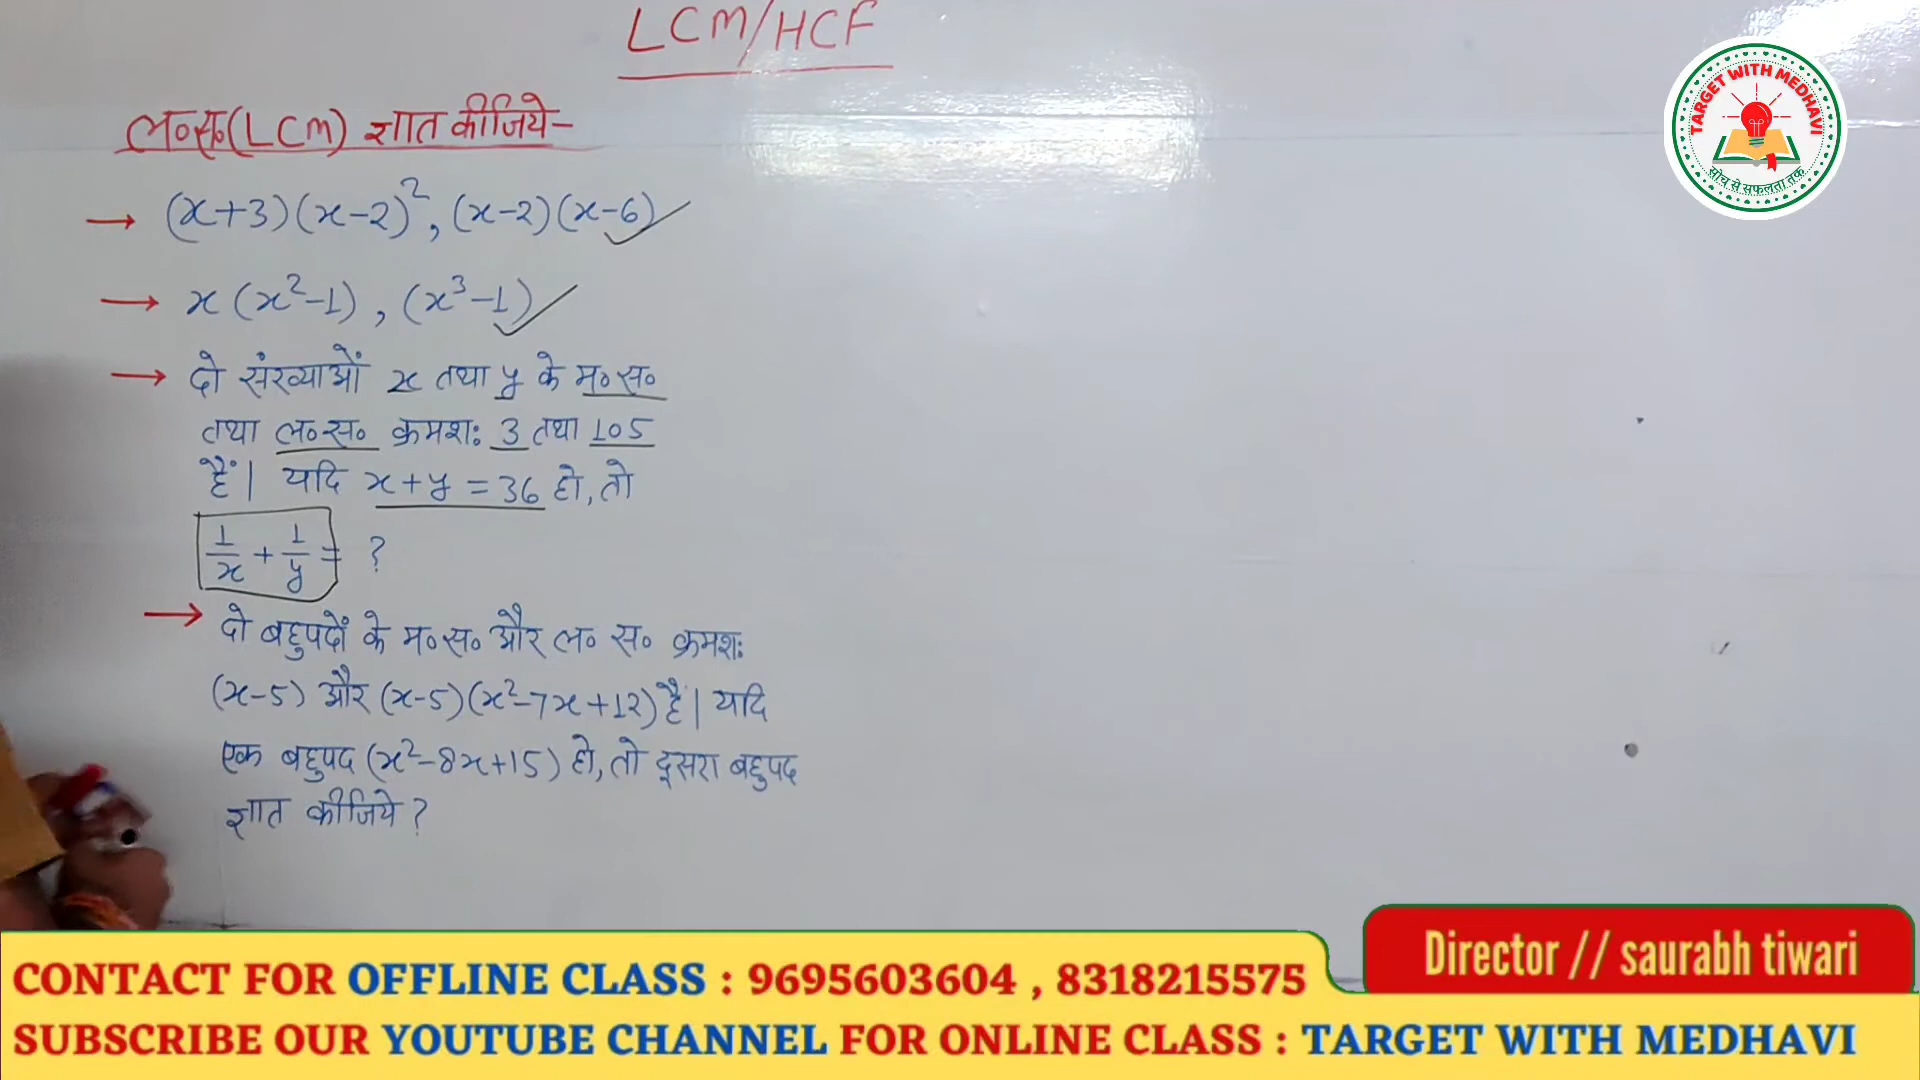 LCM/HCF
TARGET WITH MEDHAVI
सोच से सफलता तक
ल०स०(LCM) ज्ञात कीजिये-
→ (x+3)(x-2)², (x-2)(x-6)
→ x(x²-1), (x³-1)
→ दो संख्याओं x तथा y के म०स०
तथा ल०स० क्रमश: 3 तथा 105
हैं| यदि x+y=36 हो, तो
1/x + 1/y = ?
→ दो बहुपदों के म०स० और ल० स० क्रमश:
(x-5) और (x-5)(x²-7x+12) हैं| यदि
एक बहुपद (x²-8x+15) हो, तो दूसरा बहुपद
ज्ञात कीजिये?
Director // saurabh tiwari
CONTACT FOR OFFLINE CLASS : 9695603604 , 8318215575
SUBSCRIBE OUR YOUTUBE CHANNEL FOR ONLINE CLASS : TARGET WITH MEDHAVI